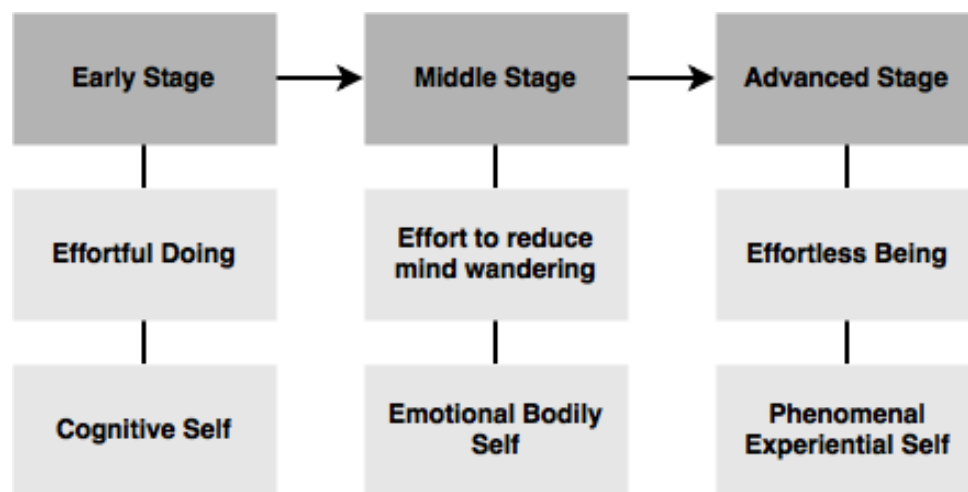 Early Stage
Middle Stage
Advanced Stage
Effortful Doing
Effort to reduce
mind wandering
Effortless Being
Cognitive Self
Emotional Bodily
Self
Phenomenal
Experiential Self